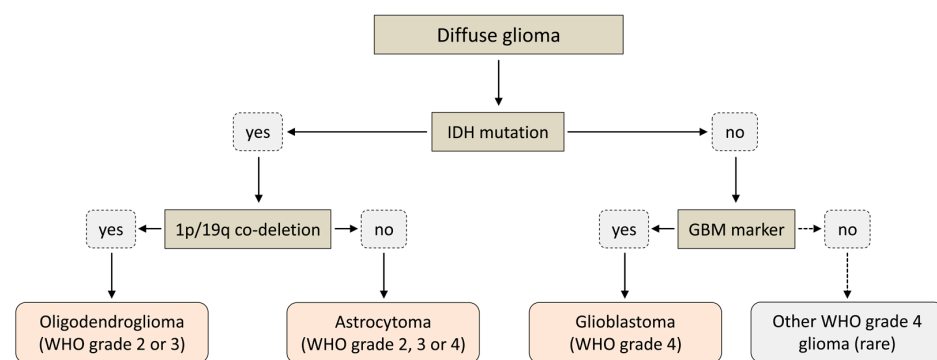 Diffuse glioma
yes
IDH mutation
no
yes
1p/19q co-deletion
no
yes
GBM marker
no
Oligodendroglioma
(WHO grade 2 or 3)
Astrocytoma
(WHO grade 2, 3 or 4)
Glioblastoma
(WHO grade 4)
Other WHO grade 4
glioma (rare)